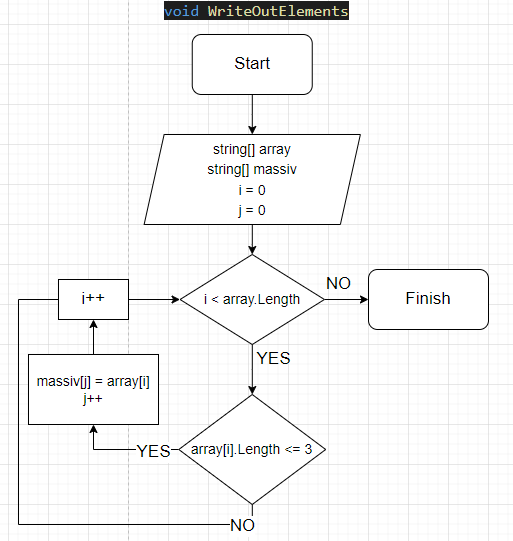 void WriteOutElements
Start
string[] array
string[] massiv
i = 0
j = 0
i < array.Length
NO
Finish
i++
YES
massiv[j] = array[i]
j++
array[i].Length <= 3
YES
NO